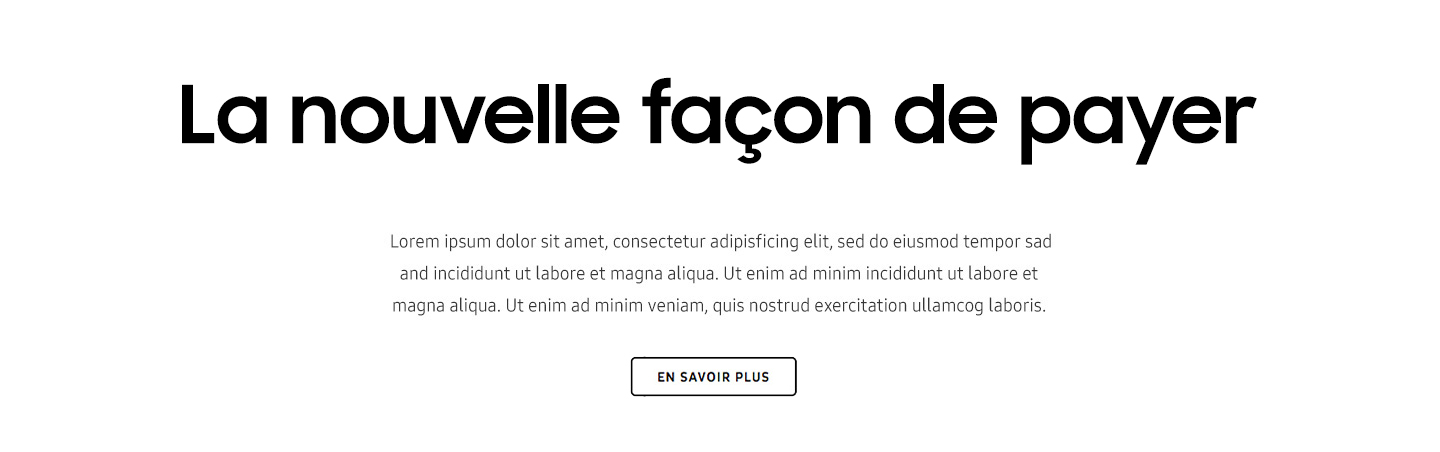 La nouvelle façon de payer
Lorem ipsum dolor sit amet, consectetur adipisficing elit, sed do eiusmod tempor sad
and incididunt ut labore et magna aliqua. Ut enim ad minim incididunt ut labore et
magna aliqua. Ut enim ad minim veniam, quis nostrud exercitation ullamcog laboris.
EN SAVOIR PLUS